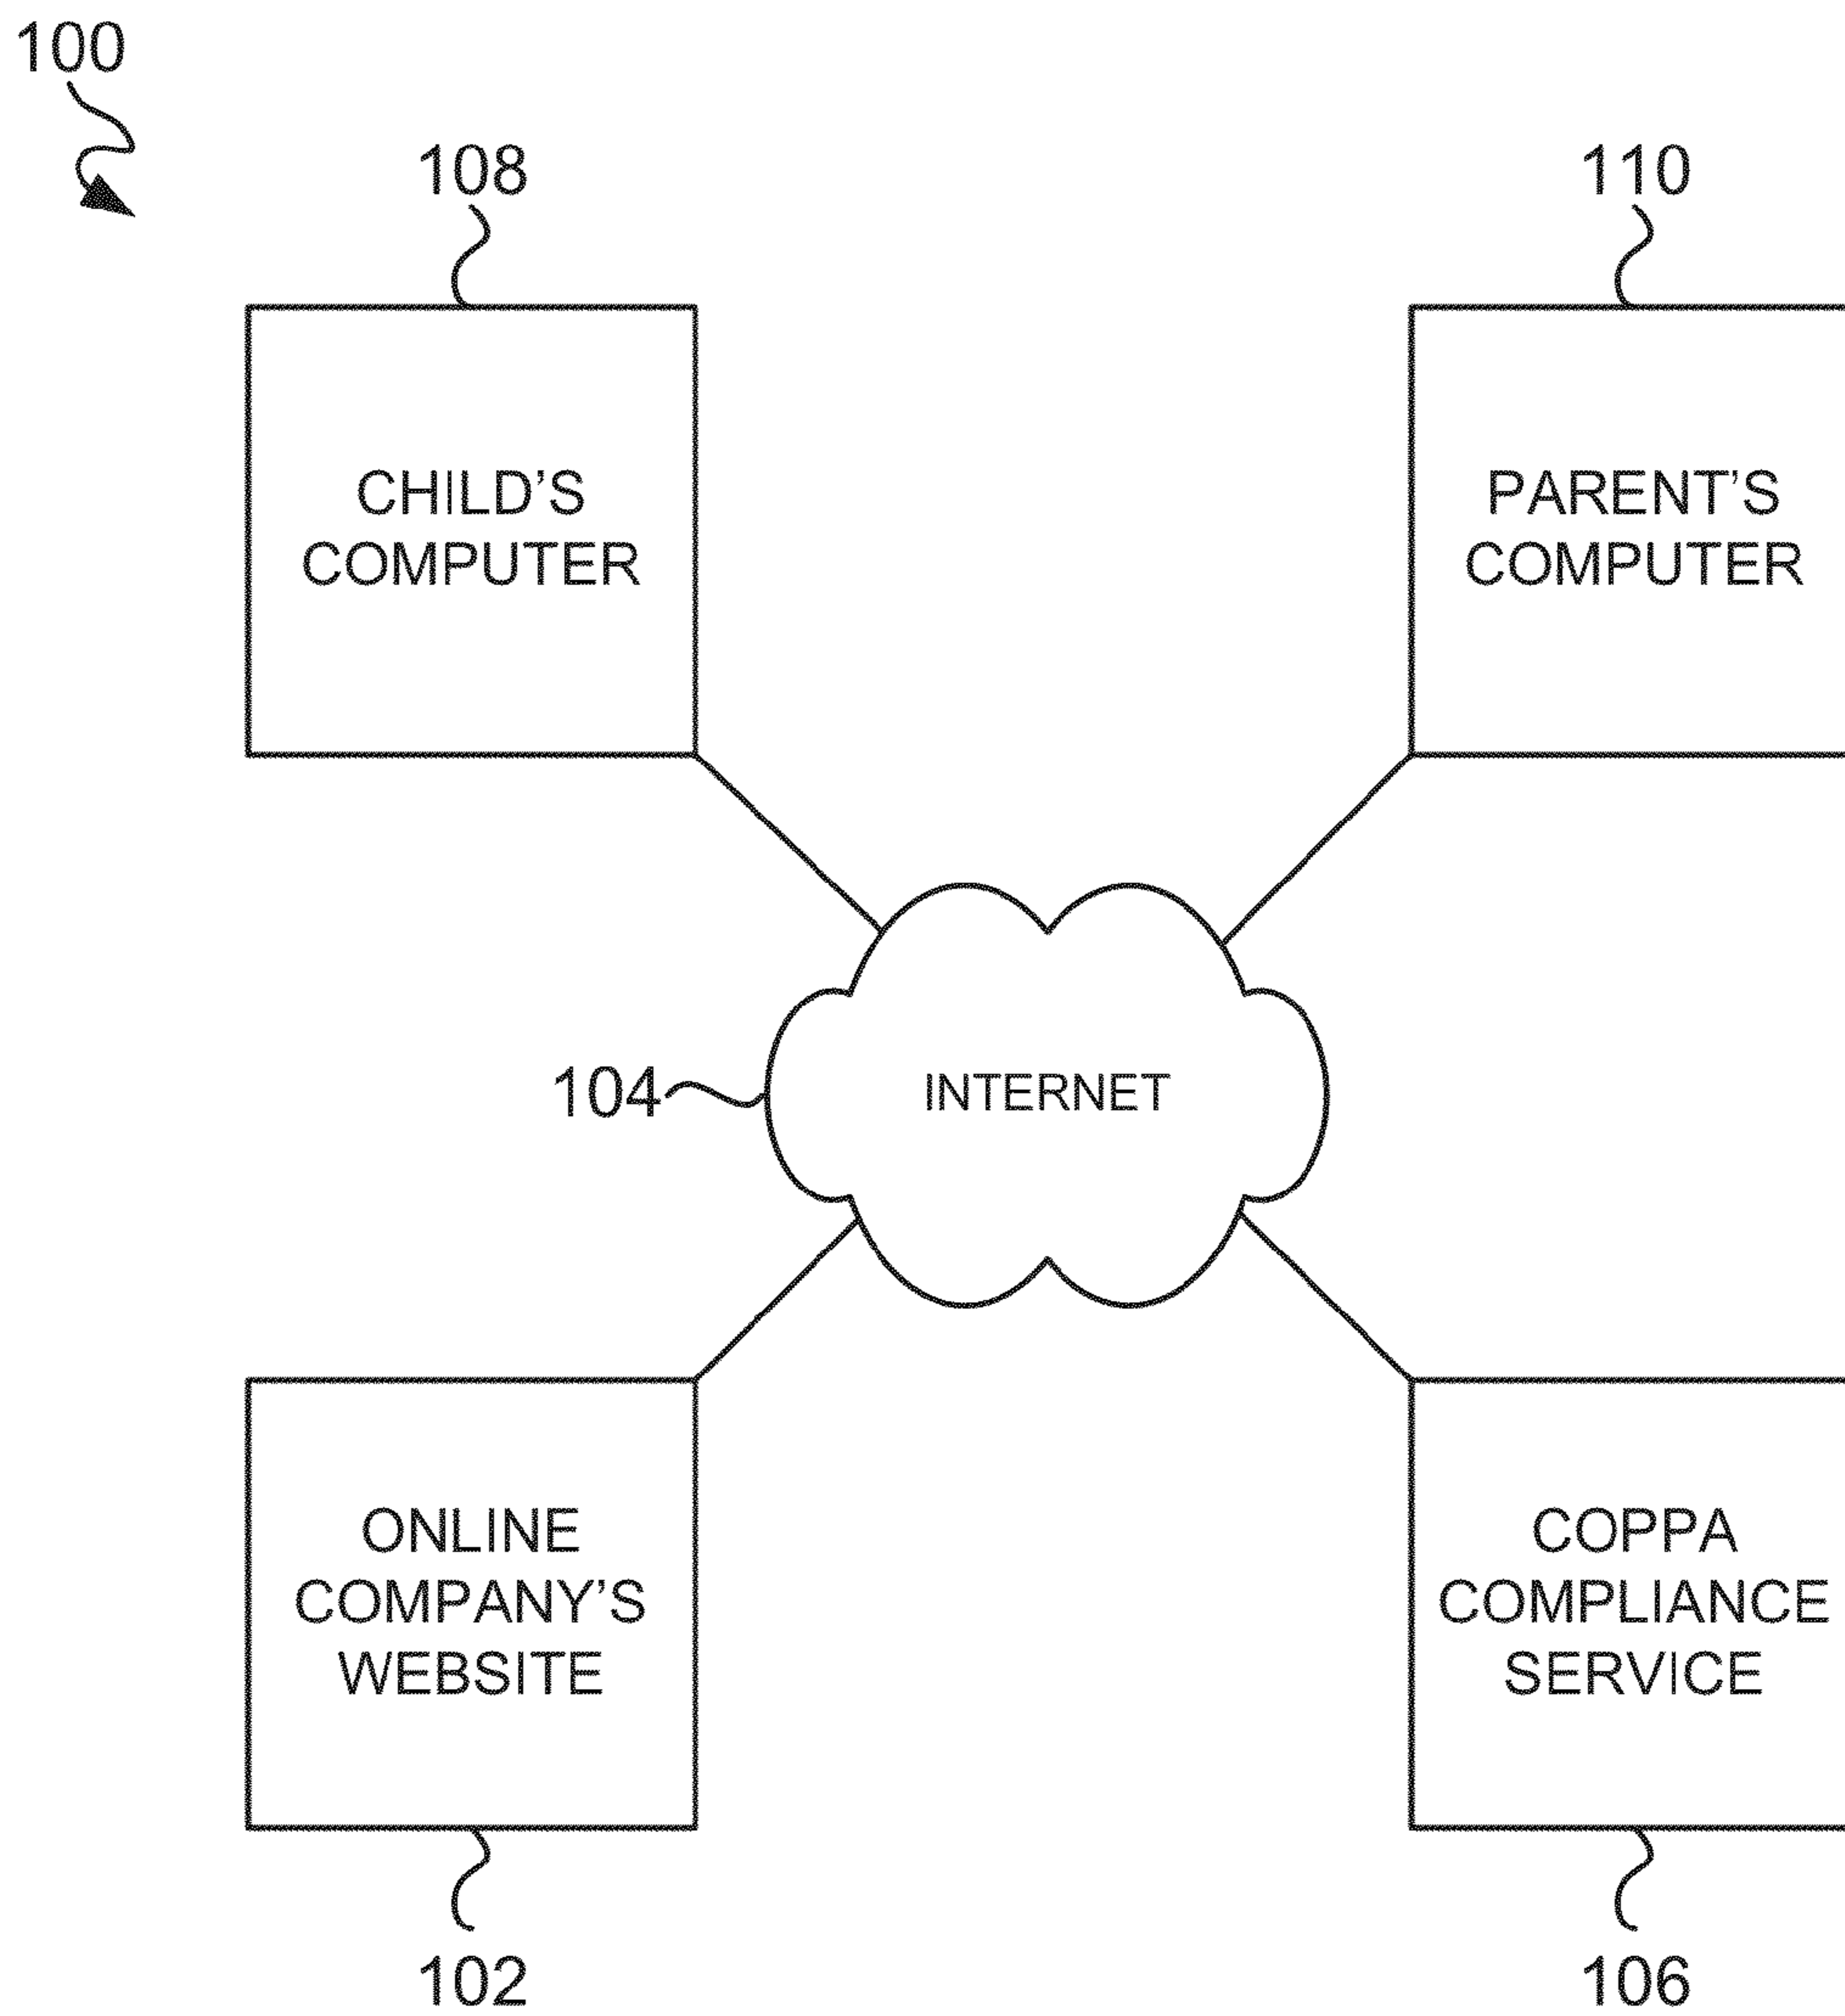 100
108
110
CHILD'S
COMPUTER
PARENT'S
COMPUTER
104
INTERNET
ONLINE
COMPANY'S
WEBSITE
COPPA
COMPLIANCE
SERVICE
102
106